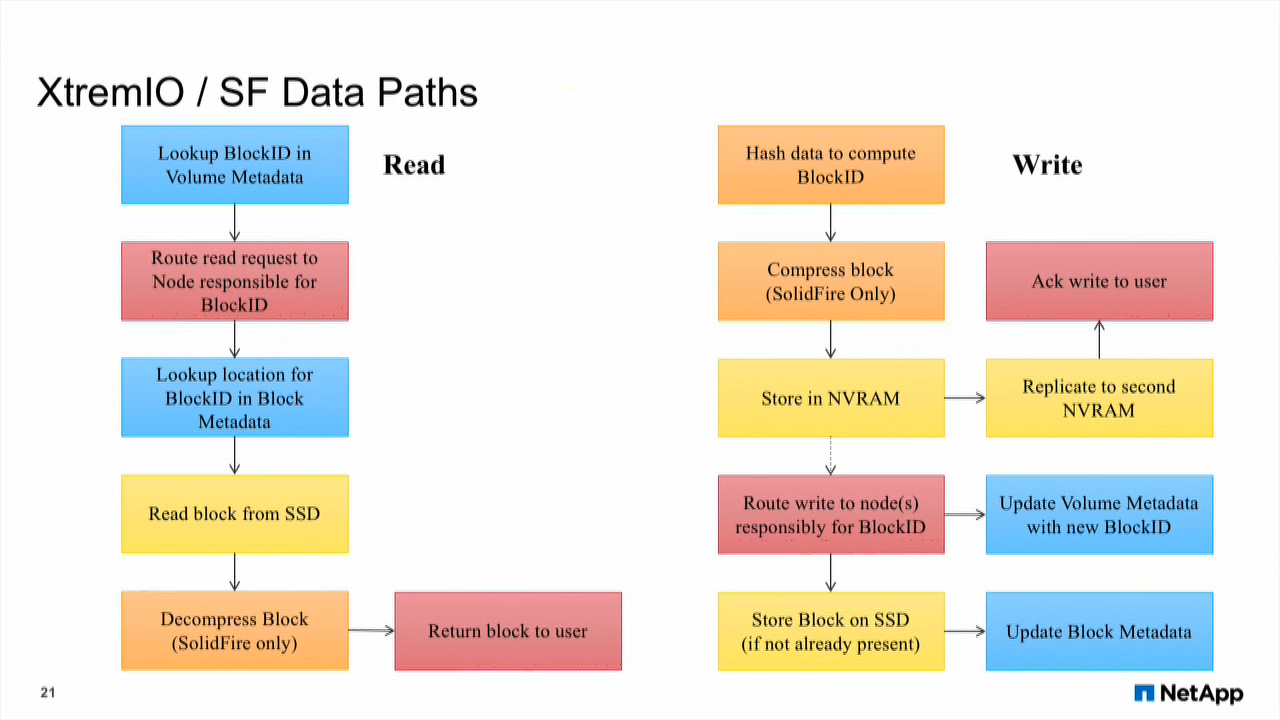 XtremIO / SF Data Paths
Lookup BlockID in
Volume Metadata
Read
Route read request to
Node responsible for
BlockID
Lookup location for
BlockID in Block
Metadata
Read block from SSD
Decompress Block
(SolidFire only)
Return block to user
Hash data to compute
BlockID
Write
Compress block
(SolidFire Only)
Ack write to user
Store in NVRAM
Replicate to second
NVRAM
Route write to node(s)
responsibly for BlockID
Update Volume Metadata
with new BlockID
Store Block on SSD
(if not already present)
Update Block Metadata
21
NetApp